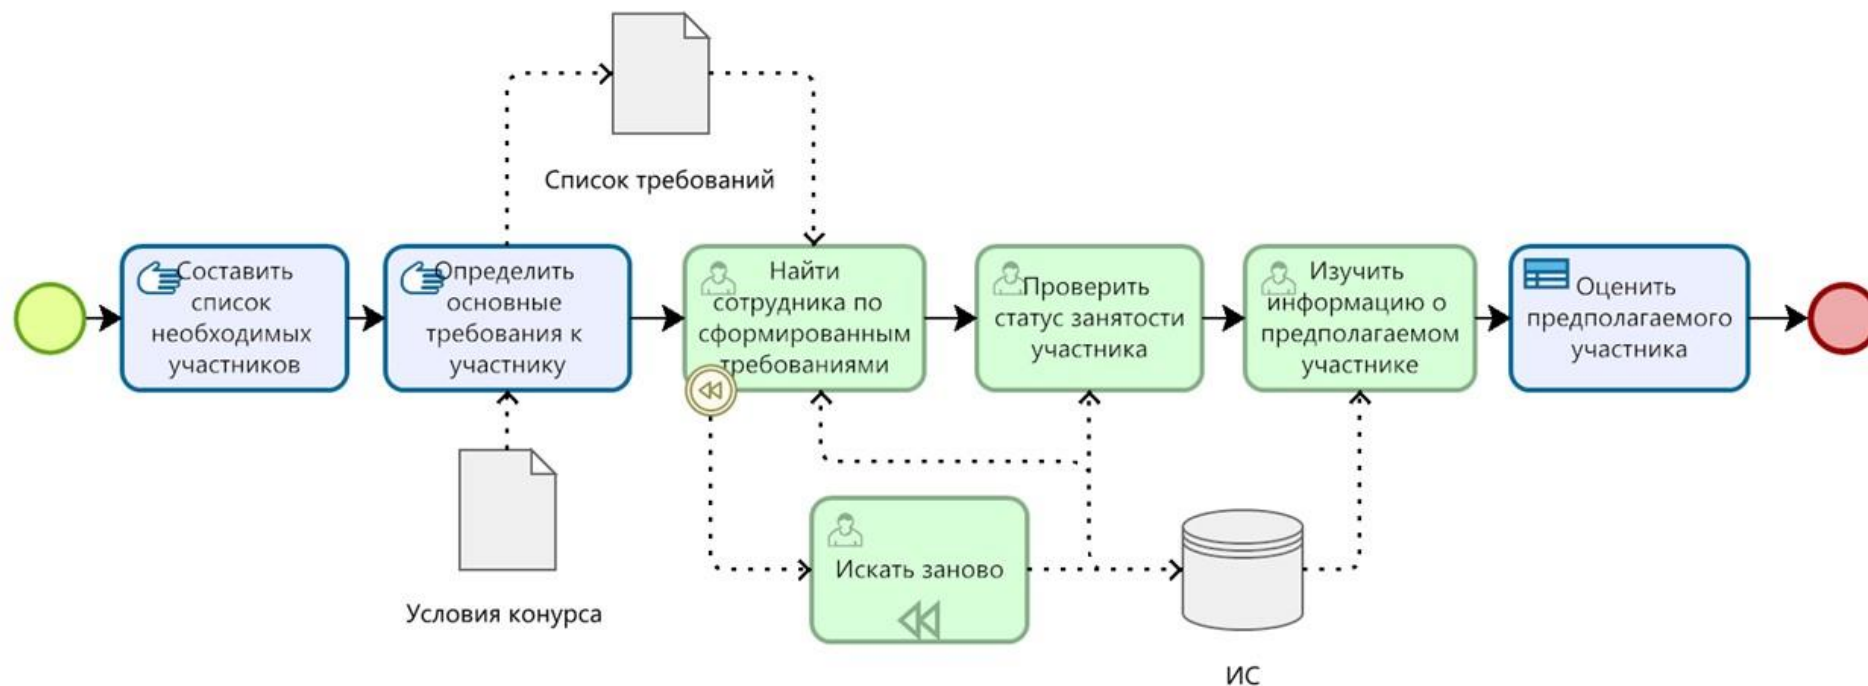 Список требований
Составить
список
необходимых
участников
Определить
основные
требования к
участнику
Найти
сотрудника по
сформированным
требованиями
Проверить
статус занятости
участника
Изучить
информацию о
предполагаемом
участнике
Оценить
предполагаемого
участника
Искать заново
Условия конурса
ИС